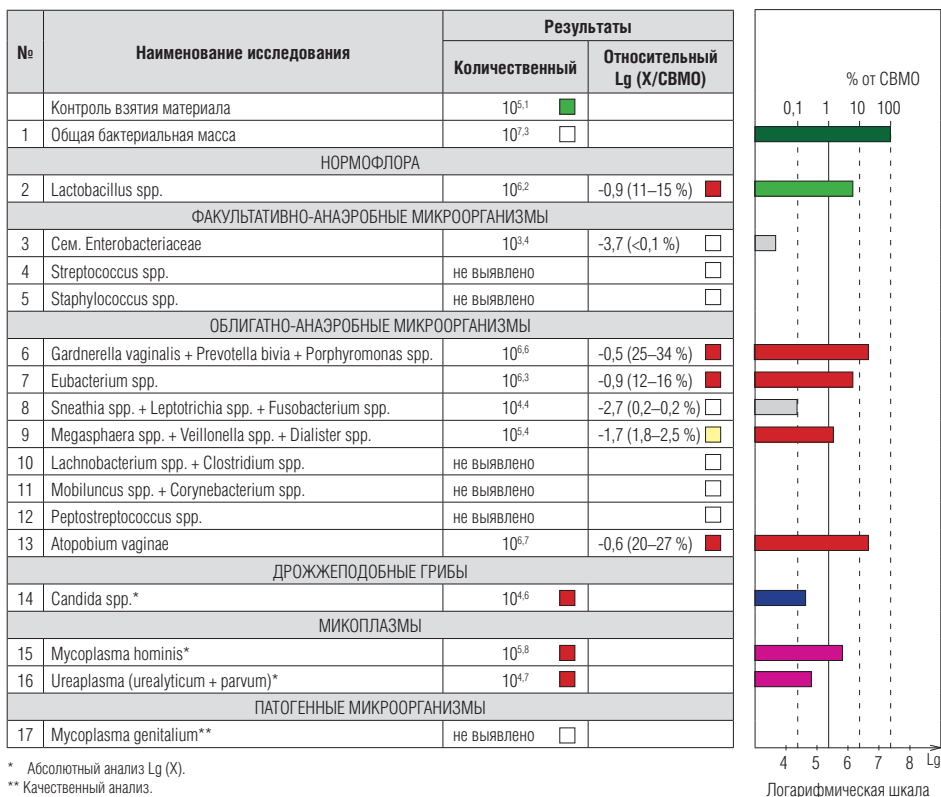 № Наименование исследования Результаты
Количественный Относительный Lg (X/СВМО)
Контроль взятия материала 10^5,1
1 Общая бактериальная масса 10^7,3
НОРМОФЛОРА
2 Lactobacillus spp. 10^6,2 -0,9 (11–15 %)
ФАКУЛЬТАТИВНО-АНАЭРОБНЫЕ МИКРООРГАНИЗМЫ
3 Сем. Enterobacteriaceae 10^3,4 -3,7 (<0,1 %)
4 Streptococcus spp. не выявлено
5 Staphylococcus spp. не выявлено
ОБЛИГАТНО-АНАЭРОБНЫЕ МИКРООРГАНИЗМЫ
6 Gardnerella vaginalis + Prevotella bivia + Porphyromonas spp. 10^6,6 -0,5 (25–34 %)
7 Eubacterium spp. 10^6,3 -0,9 (12–16 %)
8 Sneathia spp. + Leptotrichia spp. + Fusobacterium spp. 10^4,4 -2,7 (0,2–0,2 %)
9 Megasphaera spp. + Veillonella spp. + Dialister spp. 10^5,4 -1,7 (1,8–2,5 %)
10 Lachnobacterium spp. + Clostridium spp. не выявлено
11 Mobiluncus spp. + Corynebacterium spp. не выявлено
12 Peptostreptococcus spp. не выявлено
13 Atopobium vaginae 10^6,7 -0,6 (20–27 %)
ДРОЖЖЕПОДОБНЫЕ ГРИБЫ
14 Candida spp.* 10^4,6
МИКОПЛАЗМЫ
15 Mycoplasma hominis* 10^5,8
16 Ureaplasma (urealyticum + parvum)* 10^4,7
ПАТОГЕННЫЕ МИКРООРГАНИЗМЫ
17 Mycoplasma genitalium** не выявлено
* Абсолютный анализ Lg (X).
** Качественный анализ.
% от СВМО
0,1 1 10 100
4 5 6 7 8 Lg
Логарифмическая шкала